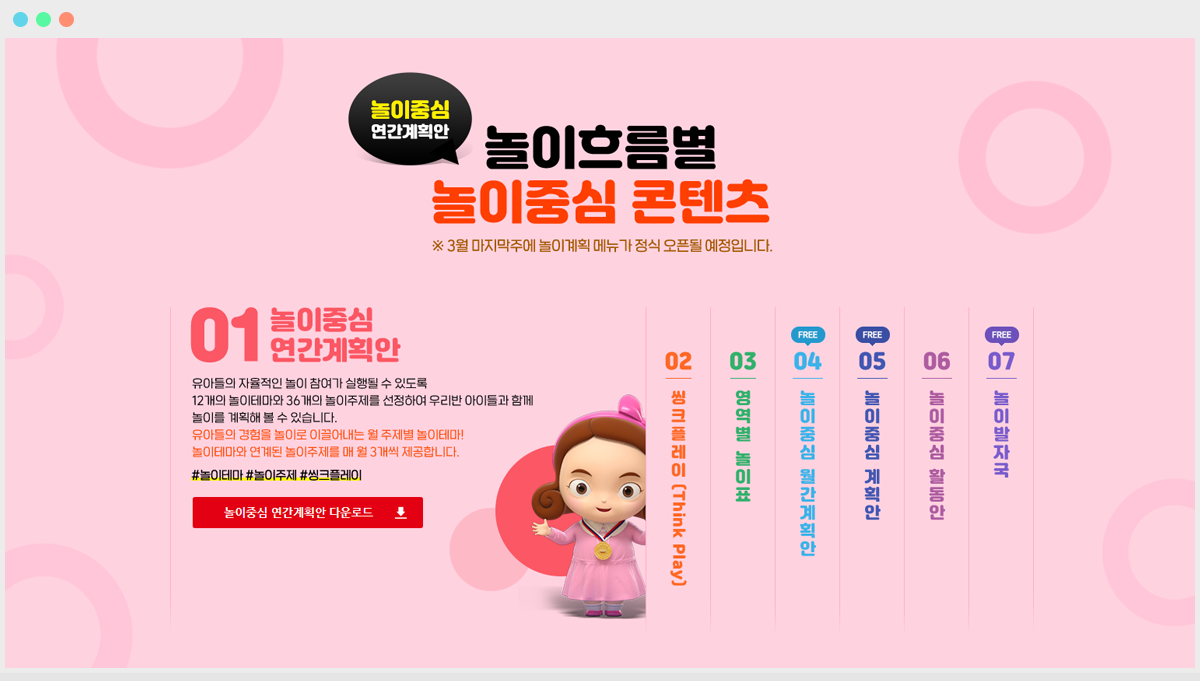 놀이중심
연간계획안
놀이흐름별
놀이중심 콘텐츠
※ 3월 마지막주에 놀이계획 메뉴가 정식 오픈될 예정입니다.
01
놀이중심
연간계획안
유아들의 자율적인 놀이 참여가 실행될 수 있도록
12개의 놀이테마와 36개의 놀이주제를 선정하여 우리반 아이들과 함께
놀이를 계획해 볼 수 있습니다.
유아들의 경험을 놀이로 이끌어내는 월 주제별 놀이테마!
놀이테마와 연계된 놀이주제를 매 월 3개씩 제공합니다.
#놀이테마 #놀이주제 #씽크플레이
놀이중심 연간계획안 다운로드
02
씽크플레이 (Think Play)
03
영역별 놀이표
FREE
04
놀이중심 월간계획안
FREE
05
놀이중심 계획안
06
놀이중심 활동안
FREE
07
놀이발자국